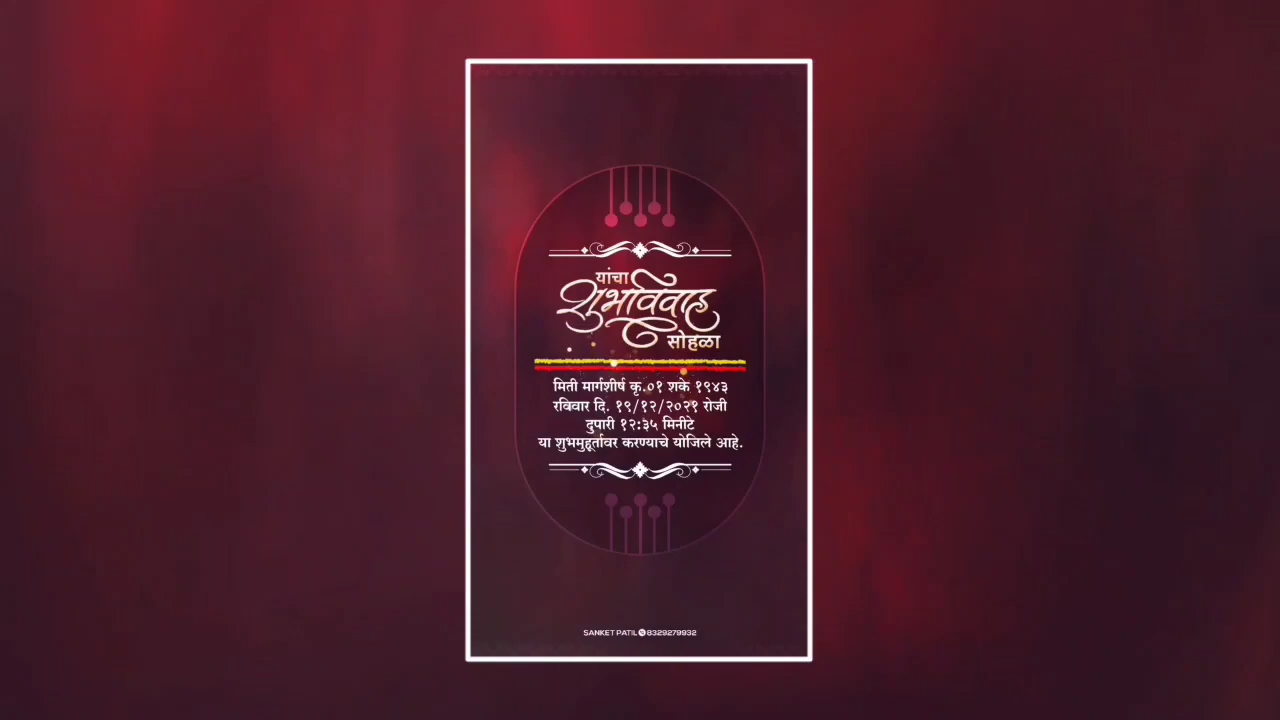 यांचा
शुभविवाह
सोहळा
मिती मार्गशीर्ष कृ.०१ शके १९४३
रविवार दि. १९/१२/२०२१ रोजी
दुपारी १२:३५ मिनीटे
या शुभमुहूर्तावर करण्याचे योजिले आहे.
SANKET PATIL 8329279932